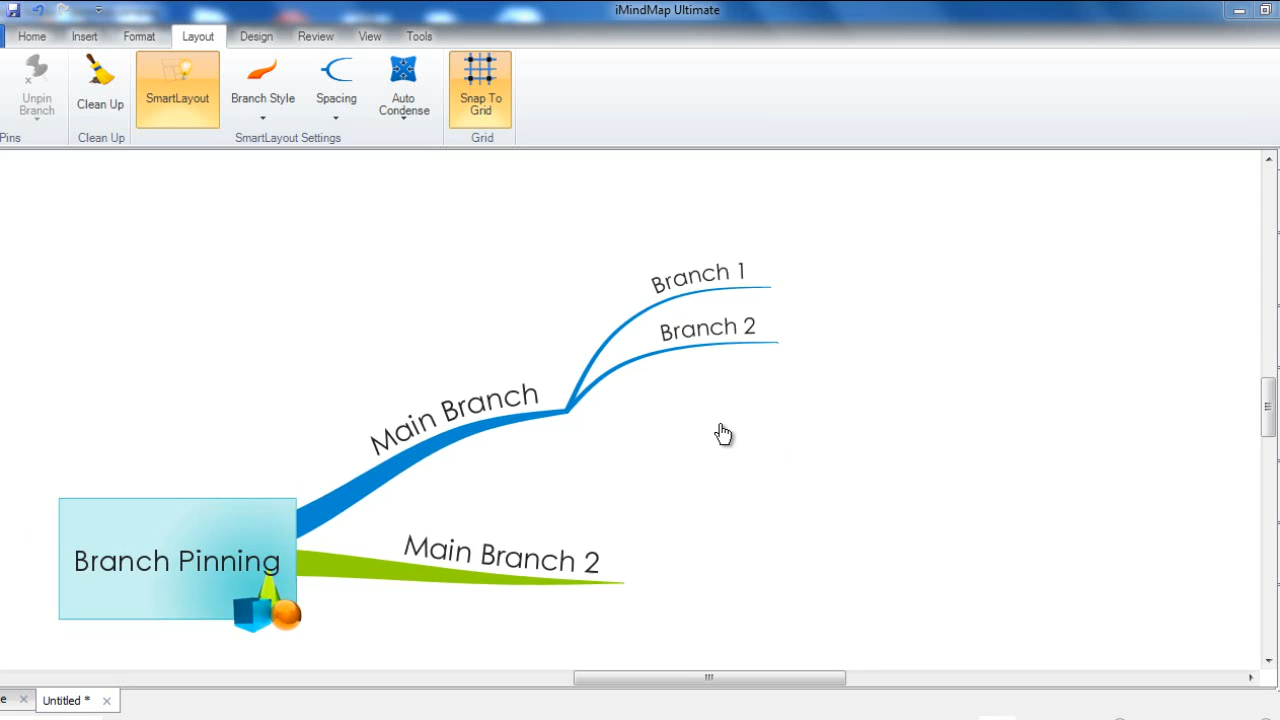 iMindMap Ultimate
Home Insert Format Layout Design Review View Tools
Unpin Branch
Clean Up
SmartLayout
Branch Style
Spacing
Auto Condense
Snap To Grid
Pins
Clean Up
SmartLayout Settings
Grid
Branch 1
Branch 2
Main Branch
Main Branch 2
Branch Pinning
e
Untitled *